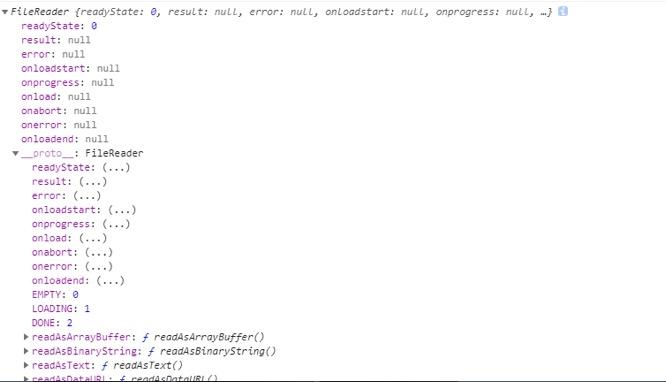 ▼ FileReader {readyState: 0, result: null, error: null, onloadstart: null, onprogress: null, …} i
readyState: 0
result: null
error: null
onloadstart: null
onprogress: null
onload: null
onabort: null
onerror: null
onloadend: null
▼ __proto__: FileReader
readyState: (...)
result: (...)
error: (...)
onloadstart: (...)
onprogress: (...)
onload: (...)
onabort: (...)
onerror: (...)
onloadend: (...)
EMPTY: 0
LOADING: 1
DONE: 2
▶ readAsArrayBuffer: ƒ readAsArrayBuffer()
▶ readAsBinaryString: ƒ readAsBinaryString()
▶ readAsText: ƒ readAsText()
▶ readAsDataURL: ƒ readAsDataURL()